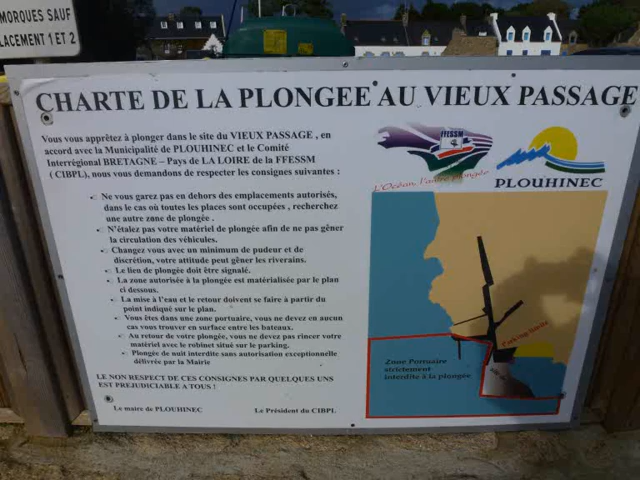 MORQUES SAUF
LACEMENT 1 ET 2
CHARTE DE LA PLONGEE AU VIEUX PASSAGE
Vous vous apprêtez à plonger dans le site du VIEUX PASSAGE , en
accord avec la Municipalité de PLOUHINEC et le Comité
Interrégional BRETAGNE – Pays de LA LOIRE de la FFESSM
( CIBPL), nous vous demandons de respecter les consignes suivantes :
Ne vous garez pas en dehors des emplacements autorisés,
dans le cas où toutes les places sont occupées , recherchez
une autre zone de plongée .
N'étalez pas votre matériel de plongée afin de ne pas gêner
la circulation des véhicules.
Changez vous avec un minimum de pudeur et de
discrétion, votre attitude peut gêner les riverains.
Le lieu de plongée doit être signalé.
La zone autorisée à la plongée est matérialisée par le plan
ci dessous.
La mise à l'eau et le retour doivent se faire à partir du
point indiqué sur le plan.
Vous êtes dans une zone portuaire, vous ne devez en aucun
cas vous trouver en surface entre les bateaux.
Au retour de votre plongée, vous ne devez pas rincer votre
matériel avec le robinet situé sur le parking.
Plongée de nuit interdite sans autorisation exceptionnelle
délivrée par la Mairie
LE NON RESPECT DE CES CONSIGNES PAR QUELQUES UNS
EST PREJUDICIABLE A TOUS !
Le maire de PLOUHINEC Le Président du CIBPL
FFESSM
L'Océan, l'autre plongée
PLOUHINEC
Parking
Zone Portuaire
strictement
interdite à la plongée